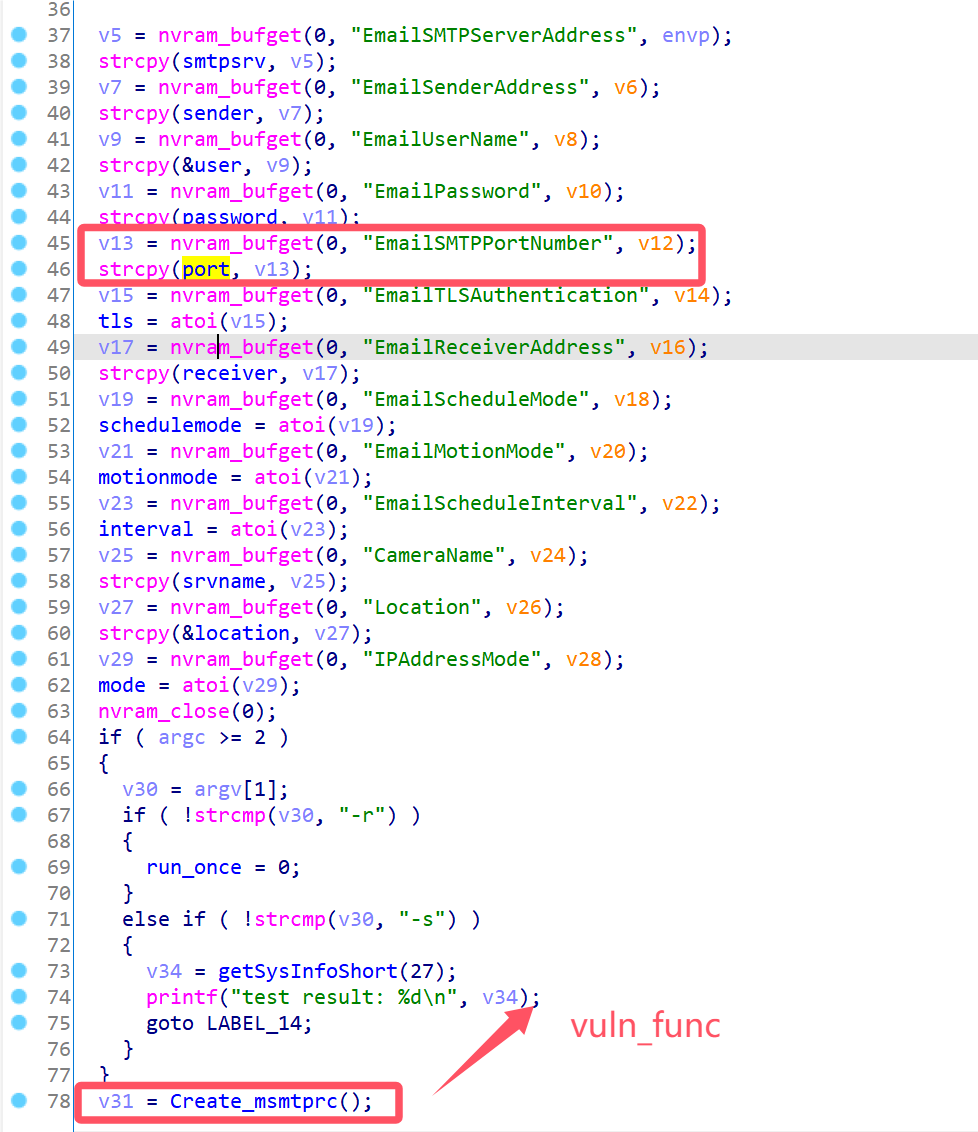 36
37 v5 = nvram_bufget(0, "EmailSMTPServerAddress", envp);
38 strcpy(smtpsrv, v5);
39 v7 = nvram_bufget(0, "EmailSenderAddress", v6);
40 strcpy(sender, v7);
41 v9 = nvram_bufget(0, "EmailUserName", v8);
42 strcpy(&user, v9);
43 v11 = nvram_bufget(0, "EmailPassword", v10);
44 strcpy(password, v11);
45 v13 = nvram_bufget(0, "EmailSMTPPortNumber", v12);
46 strcpy(port, v13);
47 v15 = nvram_bufget(0, "EmailTLSAuthentication", v14);
48 tls = atoi(v15);
49 v17 = nvram_bufget(0, "EmailReceiverAddress", v16);
50 strcpy(receiver, v17);
51 v19 = nvram_bufget(0, "EmailScheduleMode", v18);
52 schedulemode = atoi(v19);
53 v21 = nvram_bufget(0, "EmailMotionMode", v20);
54 motionmode = atoi(v21);
55 v23 = nvram_bufget(0, "EmailScheduleInterval", v22);
56 interval = atoi(v23);
57 v25 = nvram_bufget(0, "CameraName", v24);
58 strcpy(srvname, v25);
59 v27 = nvram_bufget(0, "Location", v26);
60 strcpy(&location, v27);
61 v29 = nvram_bufget(0, "IPAddressMode", v28);
62 mode = atoi(v29);
63 nvram_close(0);
64 if ( argc >= 2 )
65 {
66 v30 = argv[1];
67 if ( !strcmp(v30, "-r") )
68 {
69 run_once = 0;
70 }
71 else if ( !strcmp(v30, "-s") )
72 {
73 v34 = getSysInfoShort(27);
74 printf("test result: %d\n", v34);
75 goto LABEL_14;
vuln_func
76 }
77 }
78 v31 = Create_msmtprc();